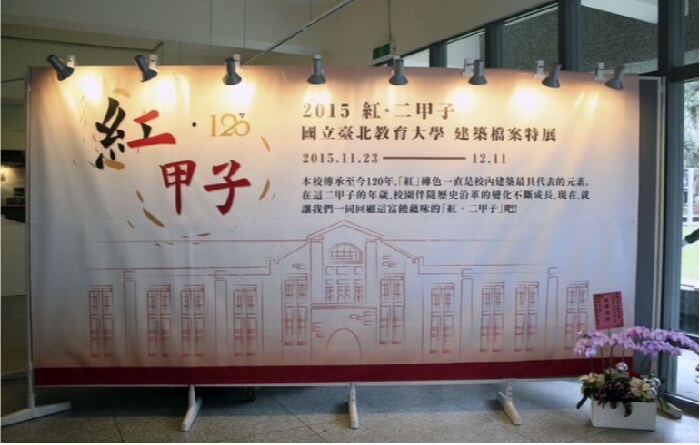 紅·120
甲子
2015 紅·二甲子
國立臺北教育大學 建築檔案特展
2015.11.23 ——— 12.11
本校傳承至今120年,「紅」磚色一直是校內建築最具代表的元素。
在這二甲子的年歲,校園伴隨歷史沿革的變化不斷成長,現在,就
讓我們一同回顧這富饒趣味的「紅·二甲子」吧!